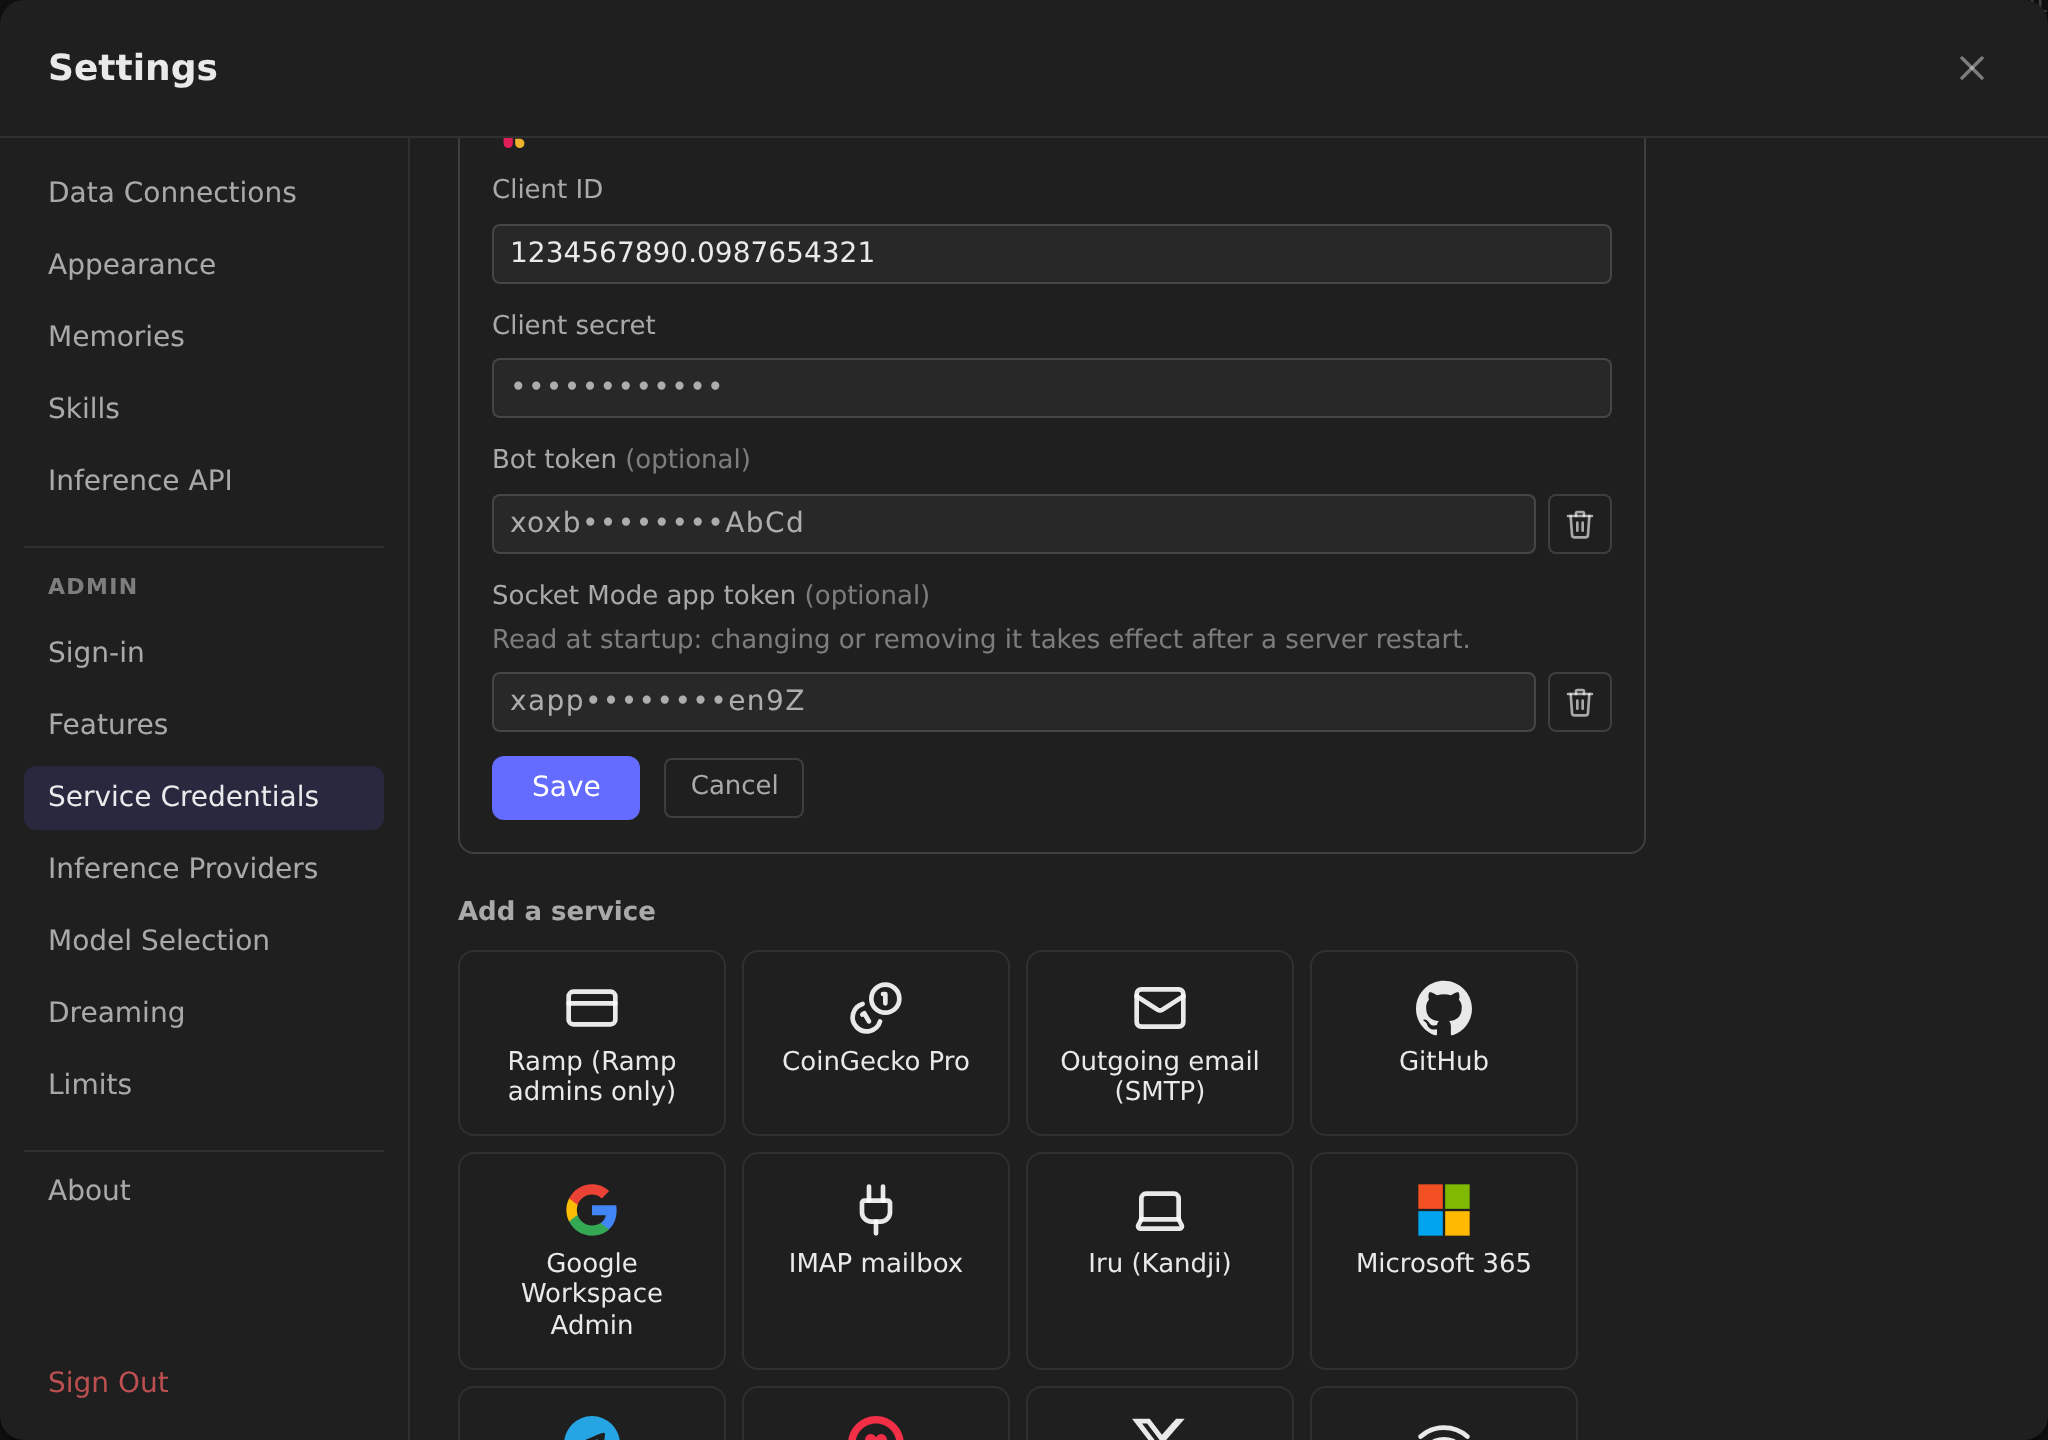 Settings
Data Connections
Appearance
Memories
Skills
Inference API
ADMIN
Sign-in
Features
Service Credentials
Inference Providers
Model Selection
Dreaming
Limits
About
Sign Out
Client ID
1234567890.0987654321
Client secret
••••••••••••
Bot token (optional)
xoxb••••••••AbCd
Socket Mode app token (optional)
Read at startup: changing or removing it takes effect after a server restart.
xapp••••••••en9Z
Save
Cancel
Add a service
Ramp (Ramp
admins only)
CoinGecko Pro
Outgoing email
(SMTP)
GitHub
Google
Workspace
Admin
IMAP mailbox
Iru (Kandji)
Microsoft 365